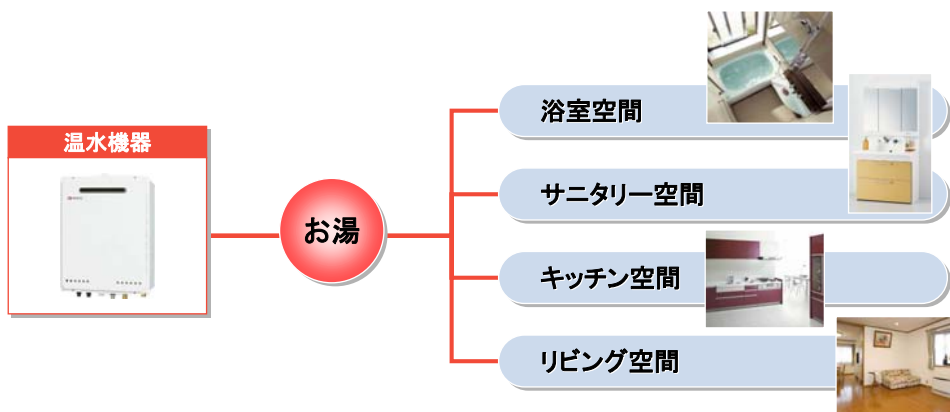 温水機器
お湯
浴室空間
サニタリー空間
キッチン空間
リビング空間